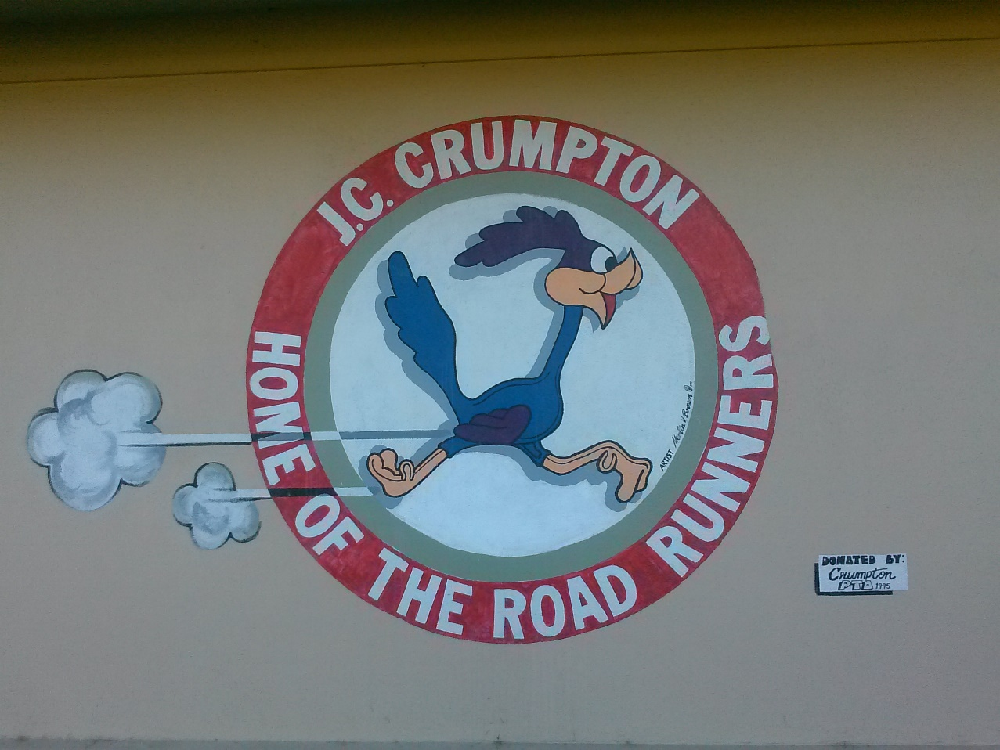 J.C. CRUMPTON
HOME OF THE ROAD RUNNERS
ARTIST
DONATED BY:
Crumpton
PTA 1995